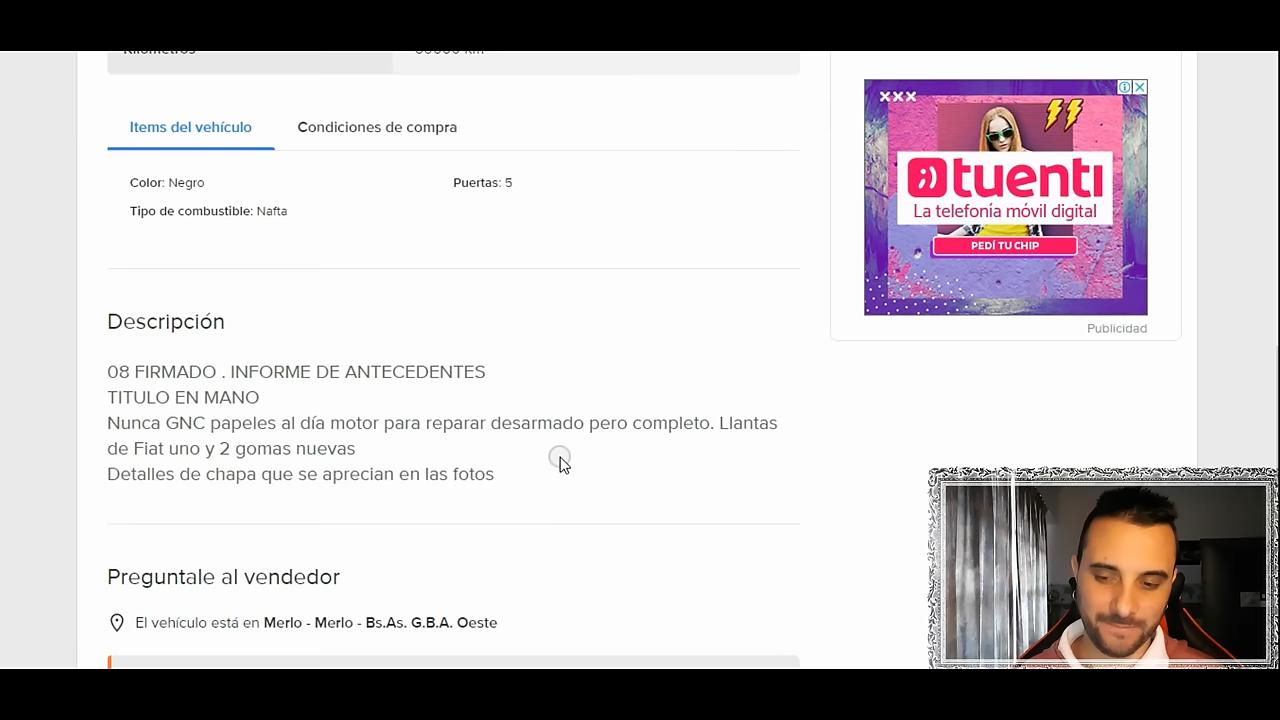 Kilómetros
Items del vehículo
Condiciones de compra
Color: Negro
Puertas: 5
Tipo de combustible: Nafta
Descripción
08 FIRMADO . INFORME DE ANTECEDENTES
TITULO EN MANO
Nunca GNC papeles al día motor para reparar desarmado pero completo. Llantas
de Fiat uno y 2 gomas nuevas
Detalles de chapa que se aprecian en las fotos
Preguntale al vendedor
El vehículo está en Merlo - Merlo - Bs.As. G.B.A. Oeste
xxx
tuenti
La telefonía móvil digital
PEDÍ TU CHIP
Publicidad